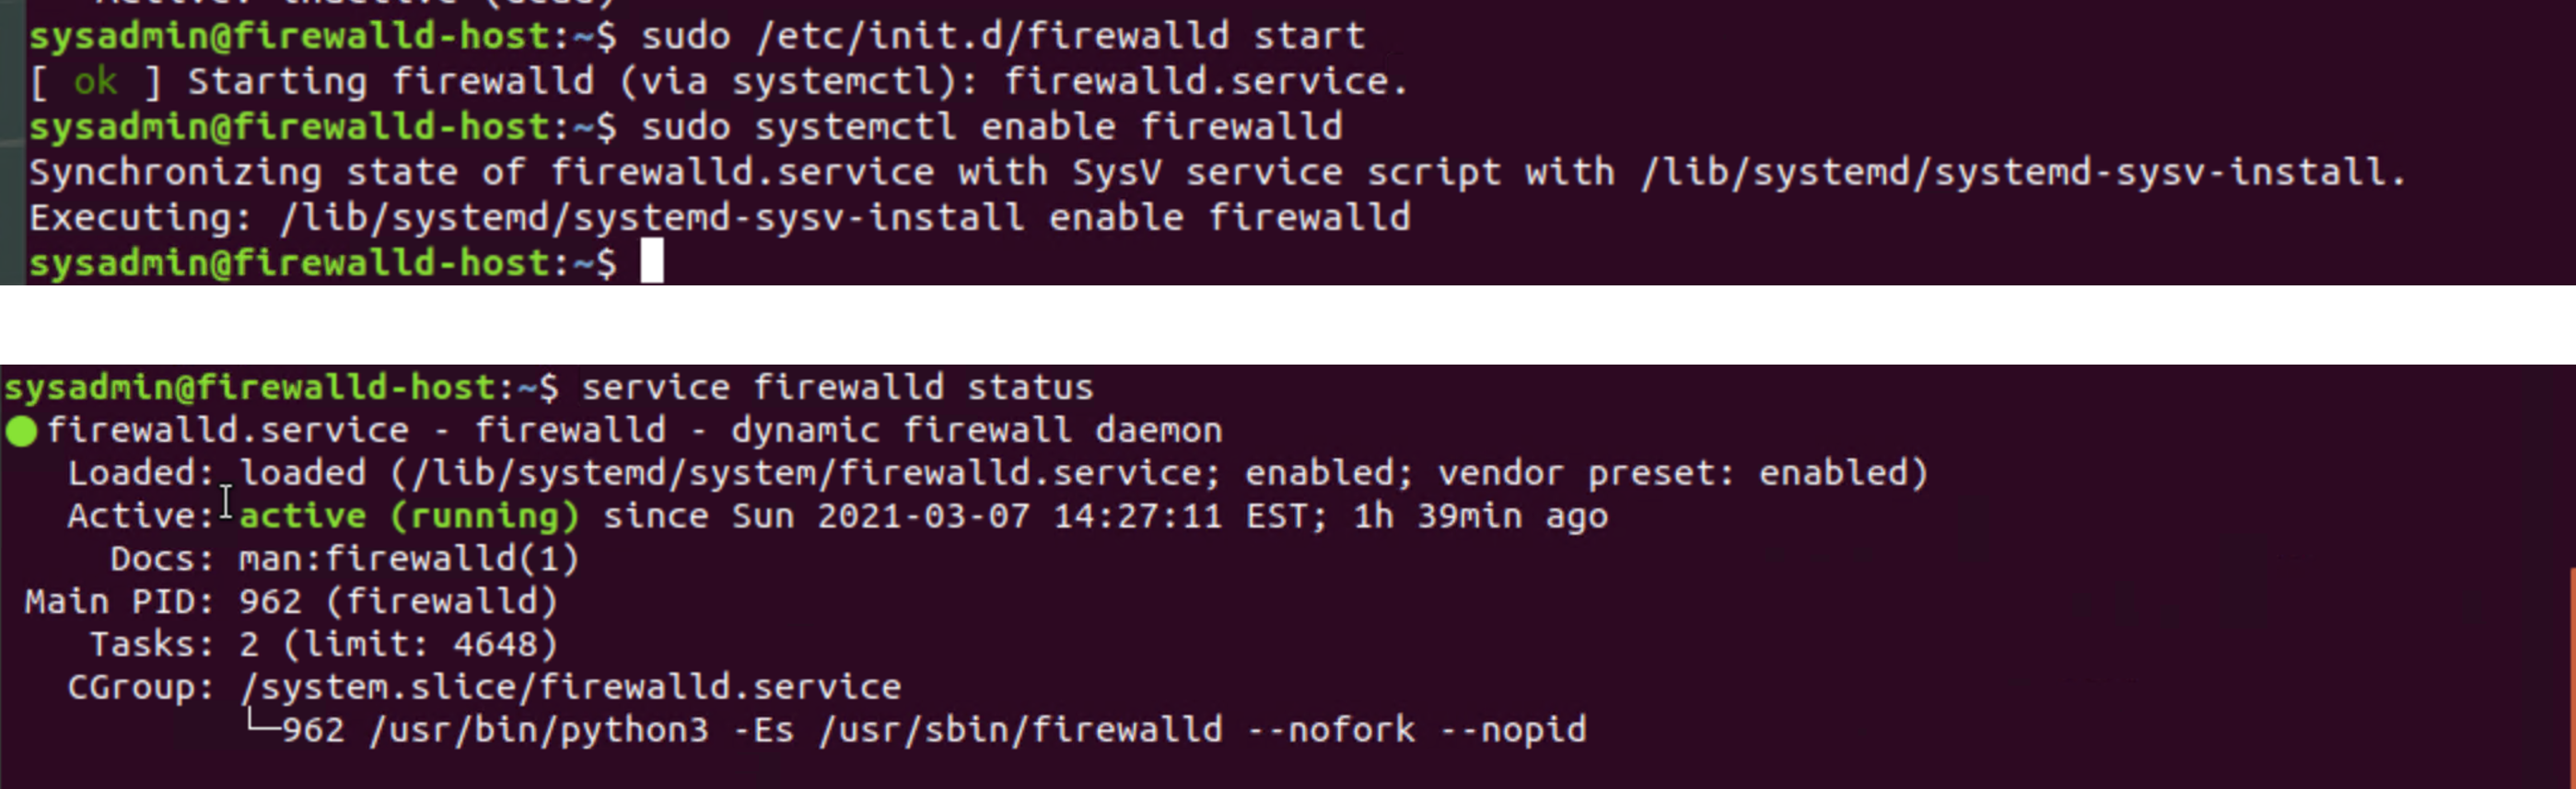 Active: inactive (dead)
sysadmin@firewalld-host:~$ sudo /etc/init.d/firewalld start
[ ok ] Starting firewalld (via systemctl): firewalld.service.
sysadmin@firewalld-host:~$ sudo systemctl enable firewalld
Synchronizing state of firewalld.service with SysV service script with /lib/systemd/systemd-sysv-install.
Executing: /lib/systemd/systemd-sysv-install enable firewalld
sysadmin@firewalld-host:~$
sysadmin@firewalld-host:~$ service firewalld status
● firewalld.service - firewalld - dynamic firewall daemon
   Loaded: loaded (/lib/systemd/system/firewalld.service; enabled; vendor preset: enabled)
   Active: active (running) since Sun 2021-03-07 14:27:11 EST; 1h 39min ago
     Docs: man:firewalld(1)
 Main PID: 962 (firewalld)
    Tasks: 2 (limit: 4648)
   CGroup: /system.slice/firewalld.service
           └─962 /usr/bin/python3 -Es /usr/sbin/firewalld --nofork --nopid